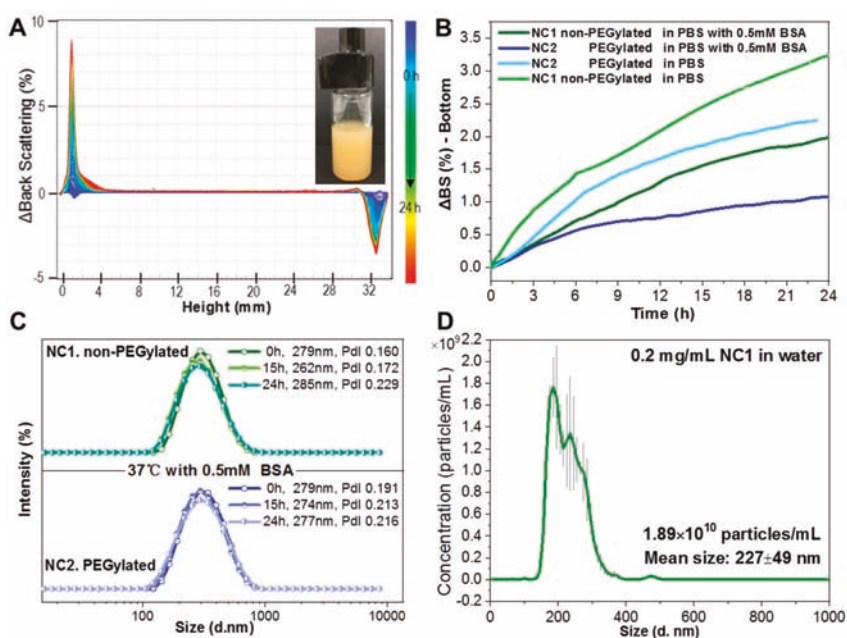 A
ΔBack Scattering (%)
10
5
0
-5
0 4 8 12 16 20 24 28 32
Height (mm)
0 h
24 h
B
ΔBS (%) - Bottom
3.5
3.0
2.5
2.0
1.5
1.0
0.5
0.0
0 3 6 9 12 15 18 21 24
Time (h)
NC1 non-PEGylated in PBS with 0.5mM BSA
NC2 PEGylated in PBS with 0.5mM BSA
NC2 PEGylated in PBS
NC1 non-PEGylated in PBS
C
Intensity (%)
NC1. non-PEGylated
0h, 279nm, PdI 0.160
15h, 262nm, PdI 0.172
24h, 285nm, PdI 0.229
37℃ with 0.5mM BSA
0h, 279nm, PdI 0.191
15h, 274nm, PdI 0.213
24h, 277nm, PdI 0.216
NC2. PEGylated
100 1000 10000
Size (d.nm)
D
Concentration (particles/mL)
×10⁹
2.2
2.0
1.8
1.6
1.4
1.2
1.0
0.8
0.6
0.4
0.2
0.0
-0.2
0.2 mg/mL NC1 in water
1.89×10¹⁰ particles/mL
Mean size: 227±49 nm
0 200 400 600 800 1000
Size (d. nm)